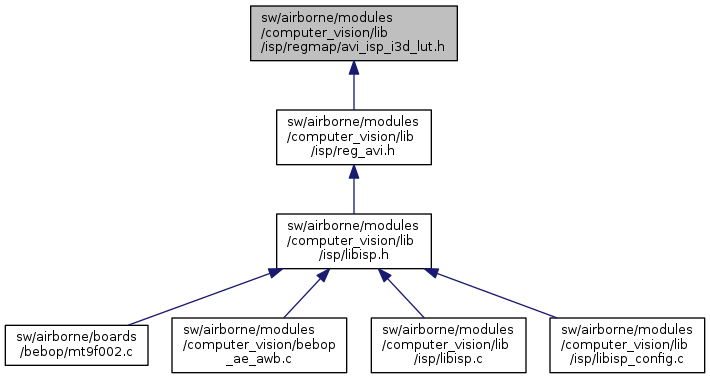 sw/airborne/modules
/computer_vision/lib
/isp/regmap/avi_isp_i3d_lut.h
sw/airborne/modules
/computer_vision/lib
/isp/reg_avi.h
sw/airborne/modules
/computer_vision/lib
/isp/libisp.h
sw/airborne/boards
/bebop/mt9f002.c
sw/airborne/modules
/computer_vision/bebop
_ae_awb.c
sw/airborne/modules
/computer_vision/lib
/isp/libisp.c
sw/airborne/modules
/computer_vision/lib
/isp/libisp_config.c